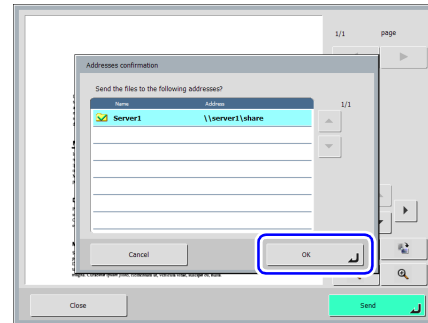 1/1 page
Addresses confirmation
Send the files to the following addresses?
Name Address 1/1
Server1 \\server1\share
Cancel OK
Close Send